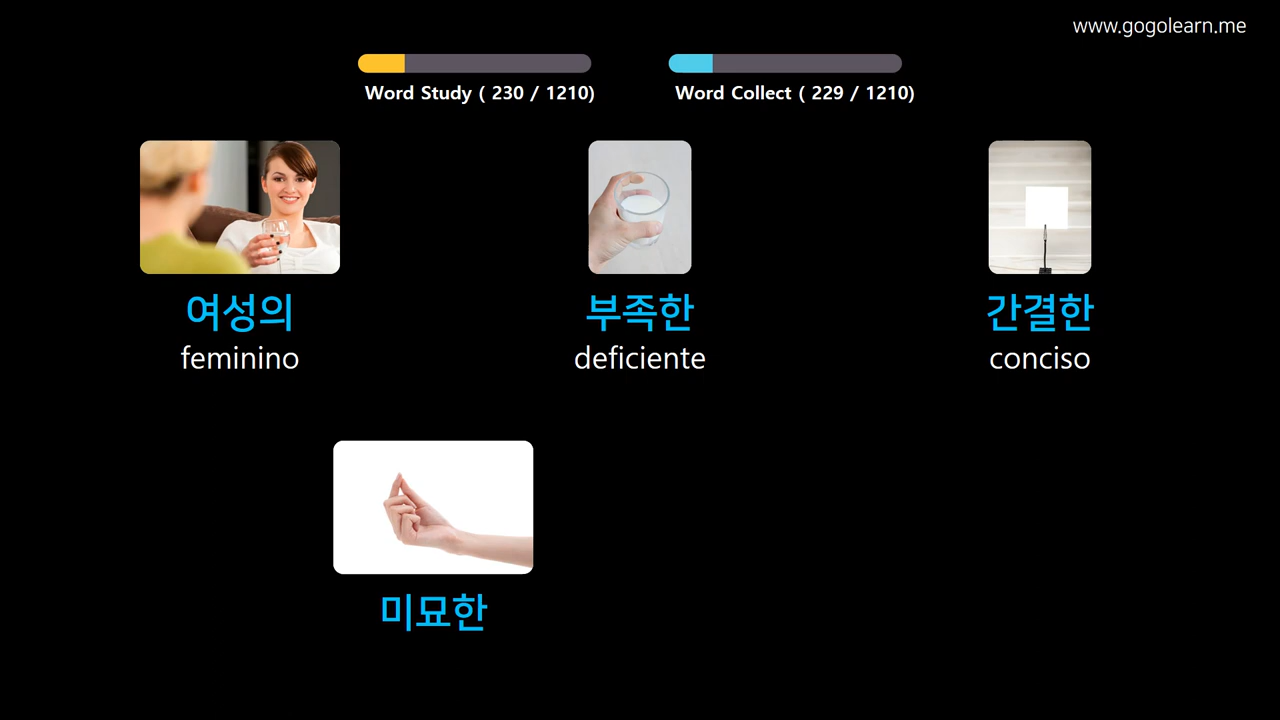 www.gogolearn.me
Word Study ( 230 / 1210)
Word Collect ( 229 / 1210)
여성의
feminino
부족한
deficiente
간결한
conciso
미묘한